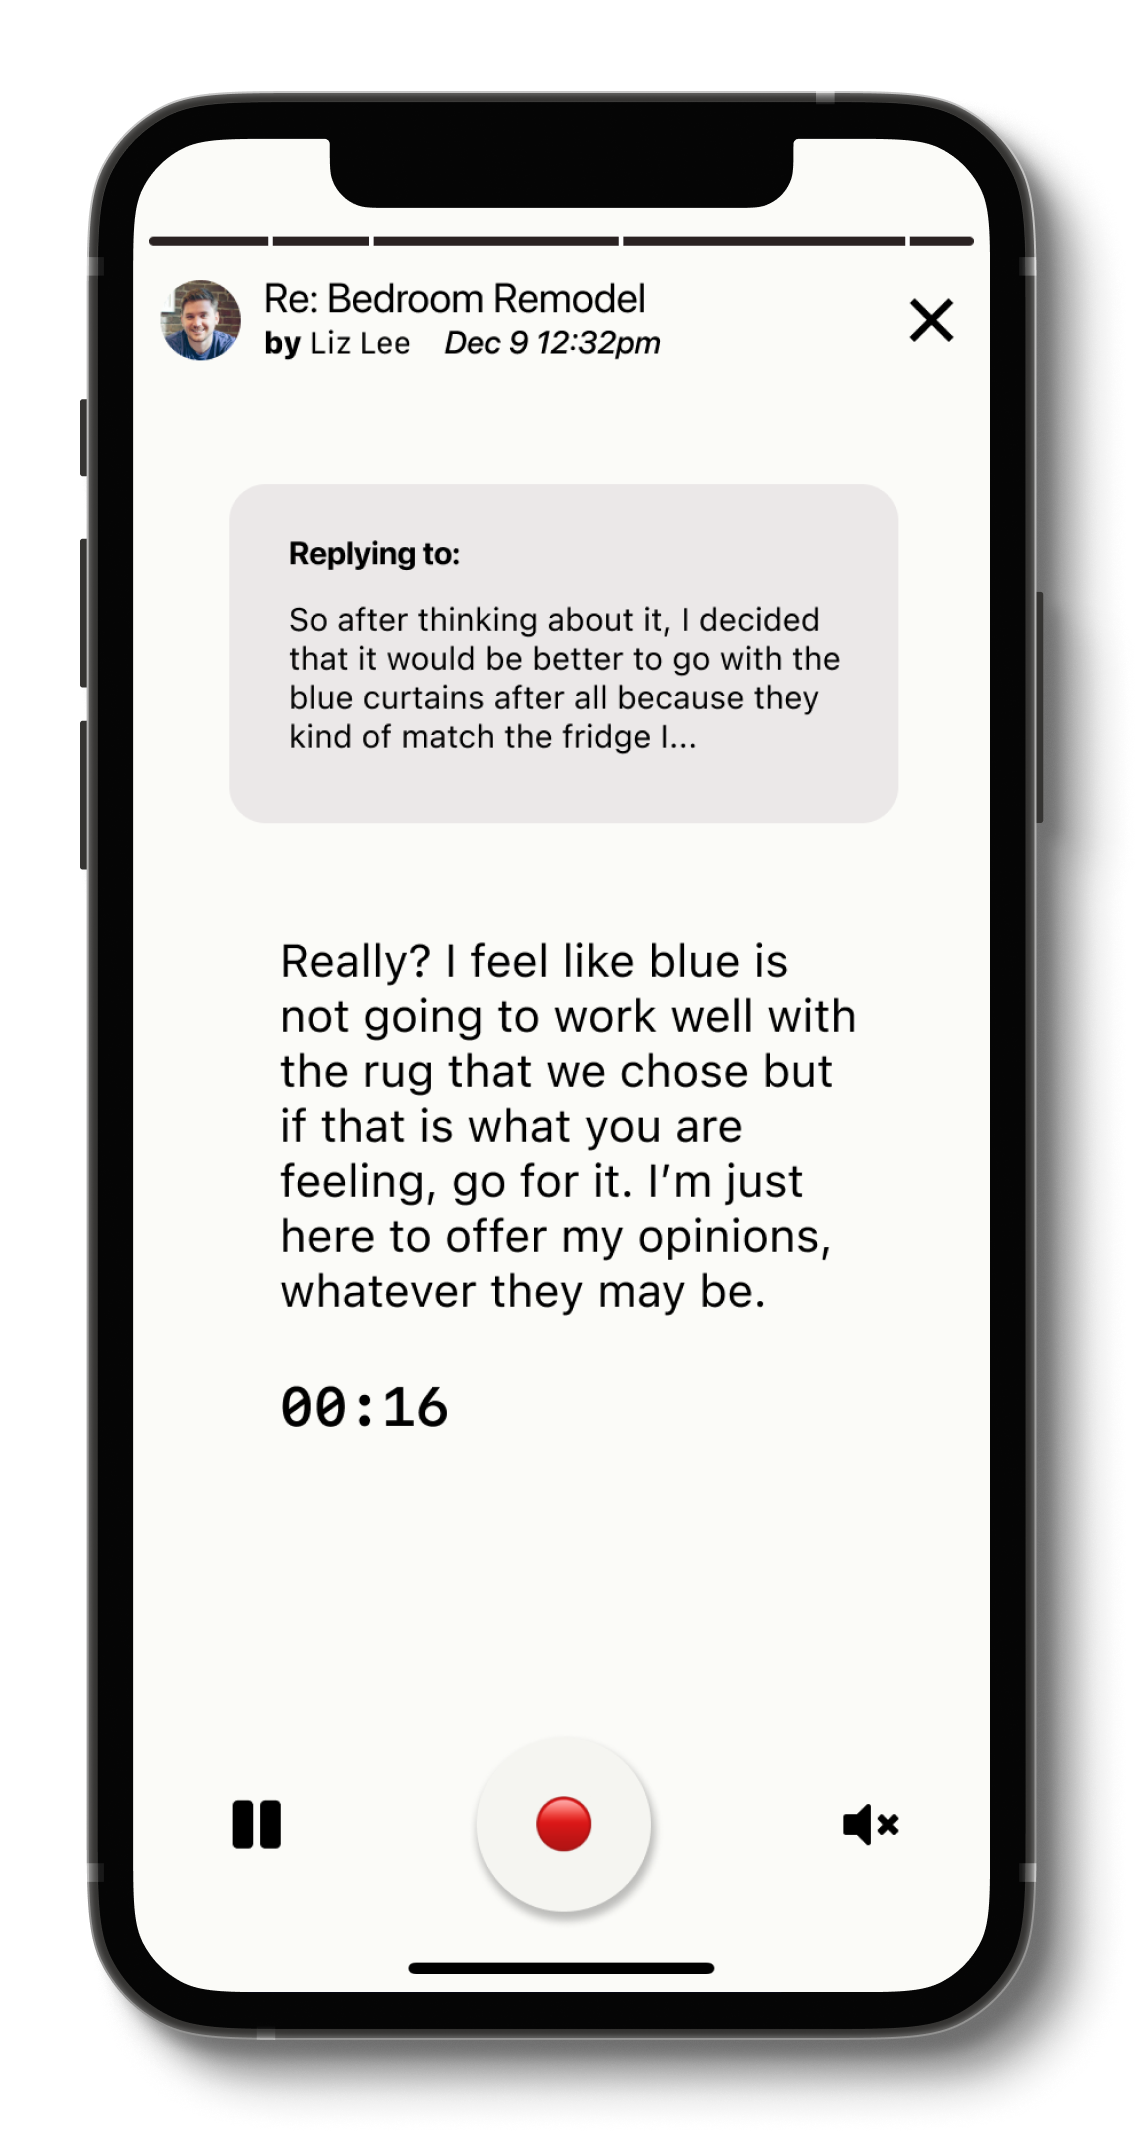 Re: Bedroom Remodel
by Liz Lee Dec 9 12:32pm
Replying to:
So after thinking about it, I decided
that it would be better to go with the
blue curtains after all because they
kind of match the fridge I...
Really? I feel like blue is
not going to work well with
the rug that we chose but
if that is what you are
feeling, go for it. I’m just
here to offer my opinions,
whatever they may be.
00:16